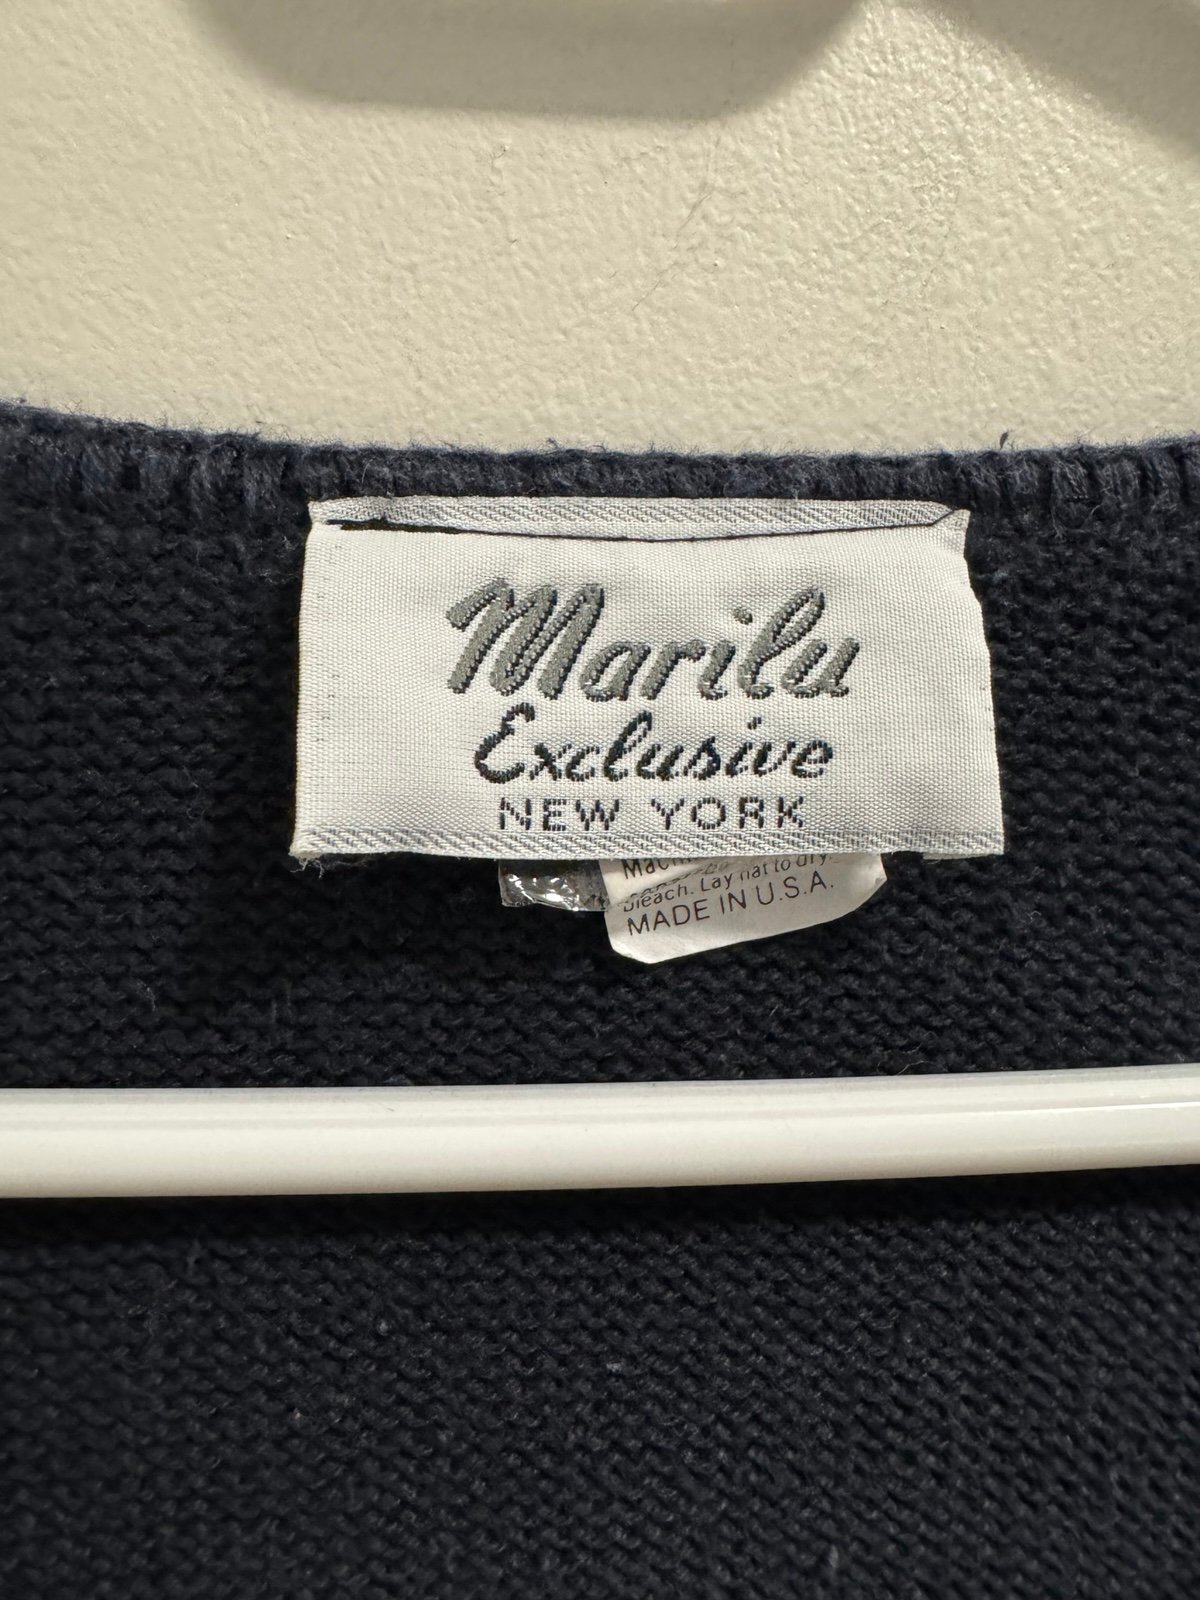 Marilu
Exclusive
NEW YORK
bleach. Lay flat to dry.
MADE IN U.S.A.